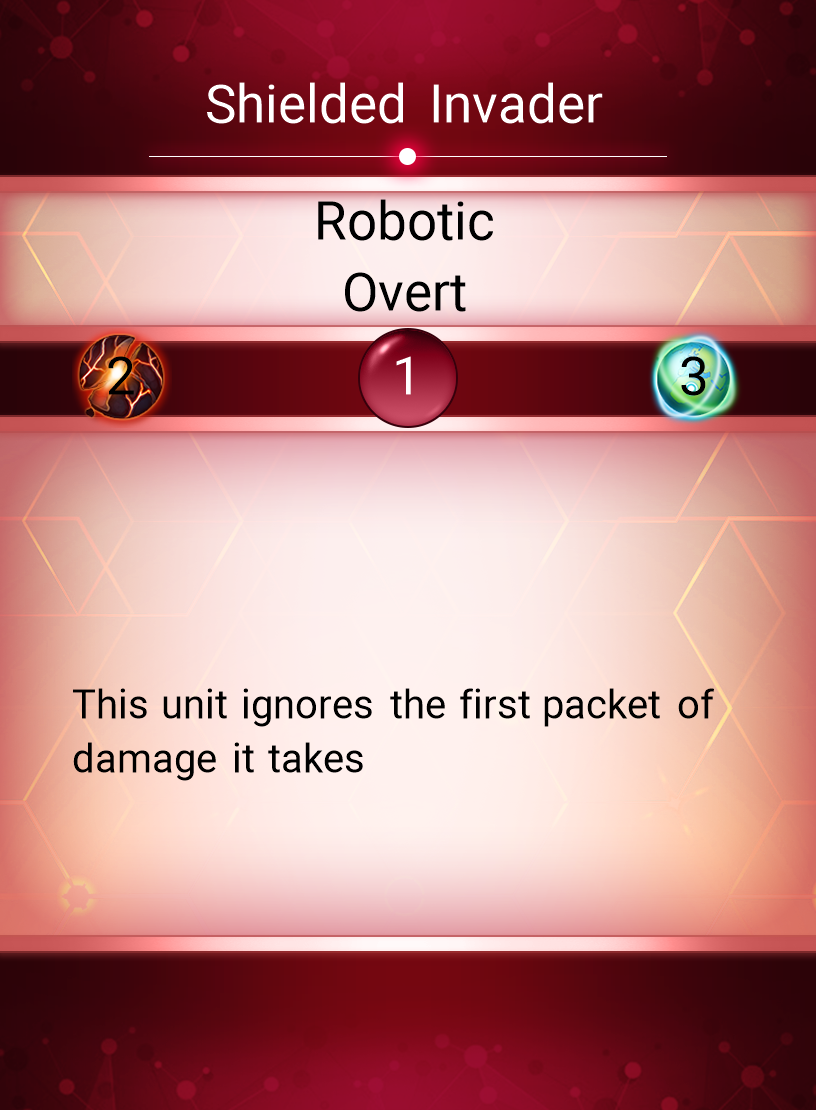 Shielded Invader
Robotic
Overt
2 1 3
This unit ignores the first packet of
damage it takes